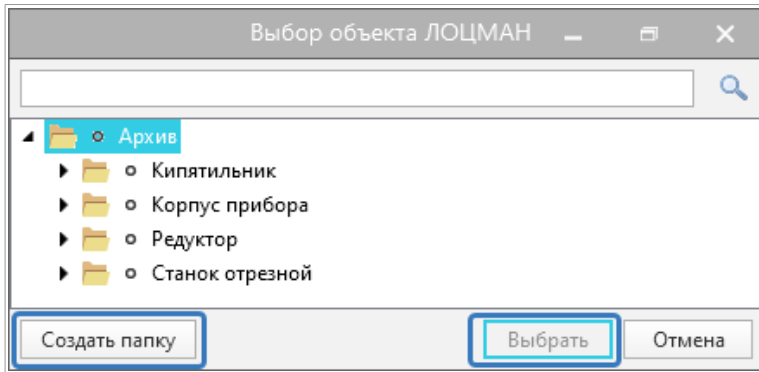 Выбор объекта ЛОЦМАН
Архив
Кипятильник
Корпус прибора
Редуктор
Станок отрезной
Создать папку
Выбрать
Отмена